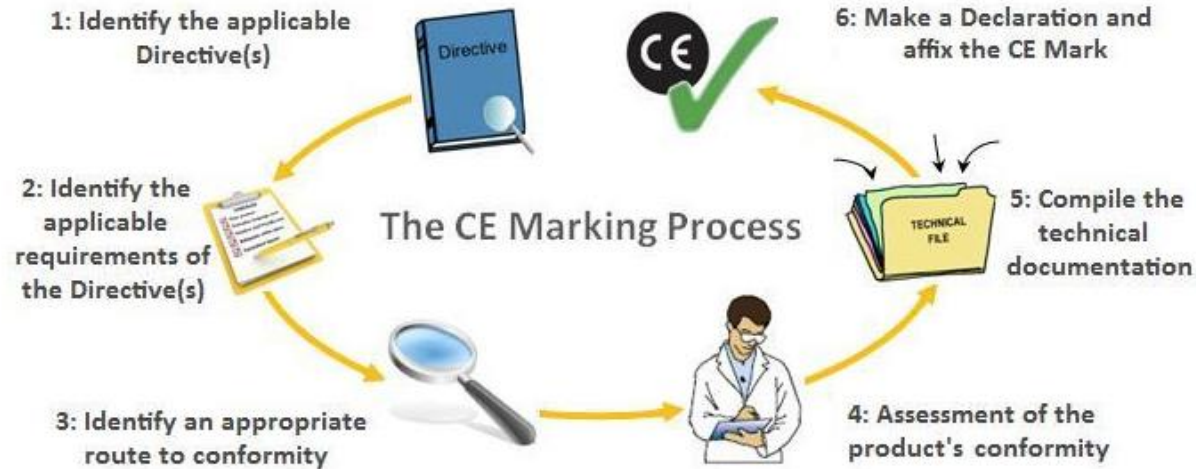 1: Identify the applicable
Directive(s)
Directive
CE
6: Make a Declaration and
affix the CE Mark
2: Identify the
applicable
requirements of
the Directive(s)
The CE Marking Process
TECHNICAL
FILE
5: Compile the
technical
documentation
3: Identify an appropriate
route to conformity
4: Assessment of the
product's conformity